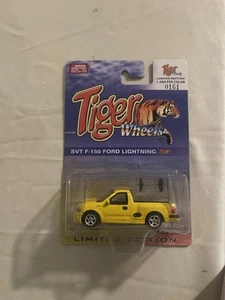 LIMITED EDITION
0161
Tiger
Wheels
SVT F-150 FORD LIGHTNING
LIMITED EDITION